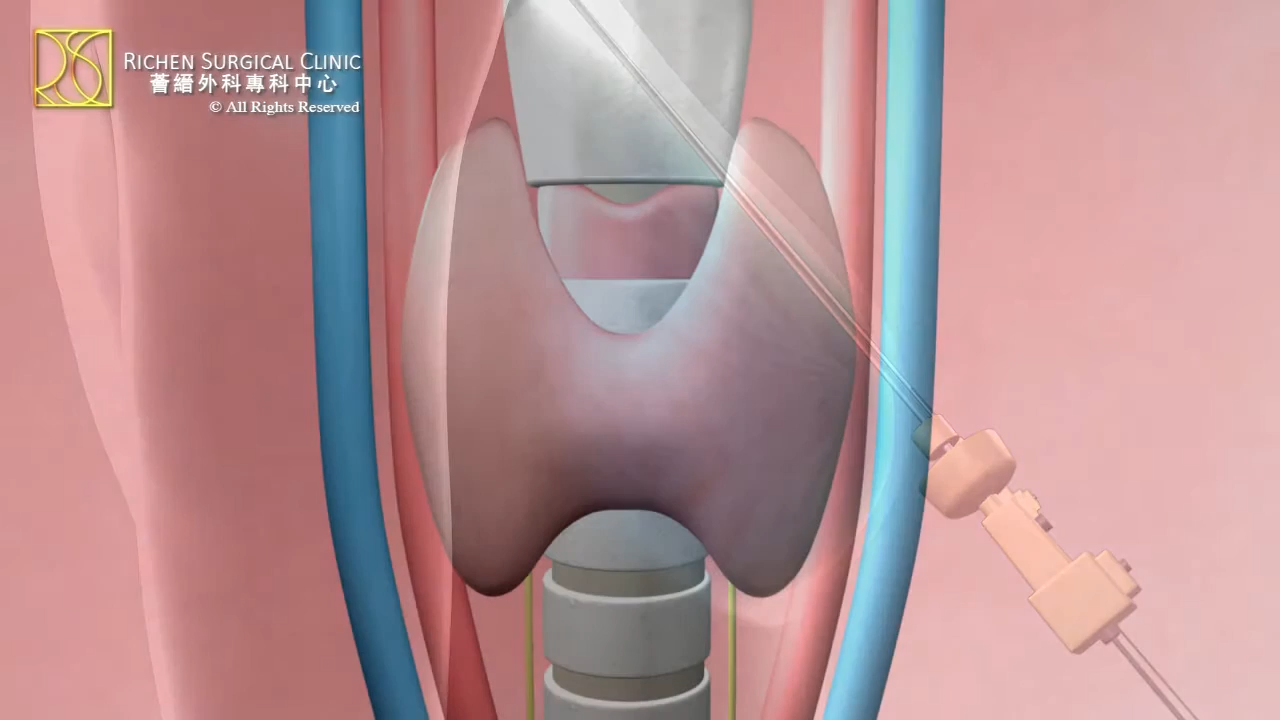 RICHEN SURGICAL CLINIC
薈縉外科專科中心
© All Rights Reserved